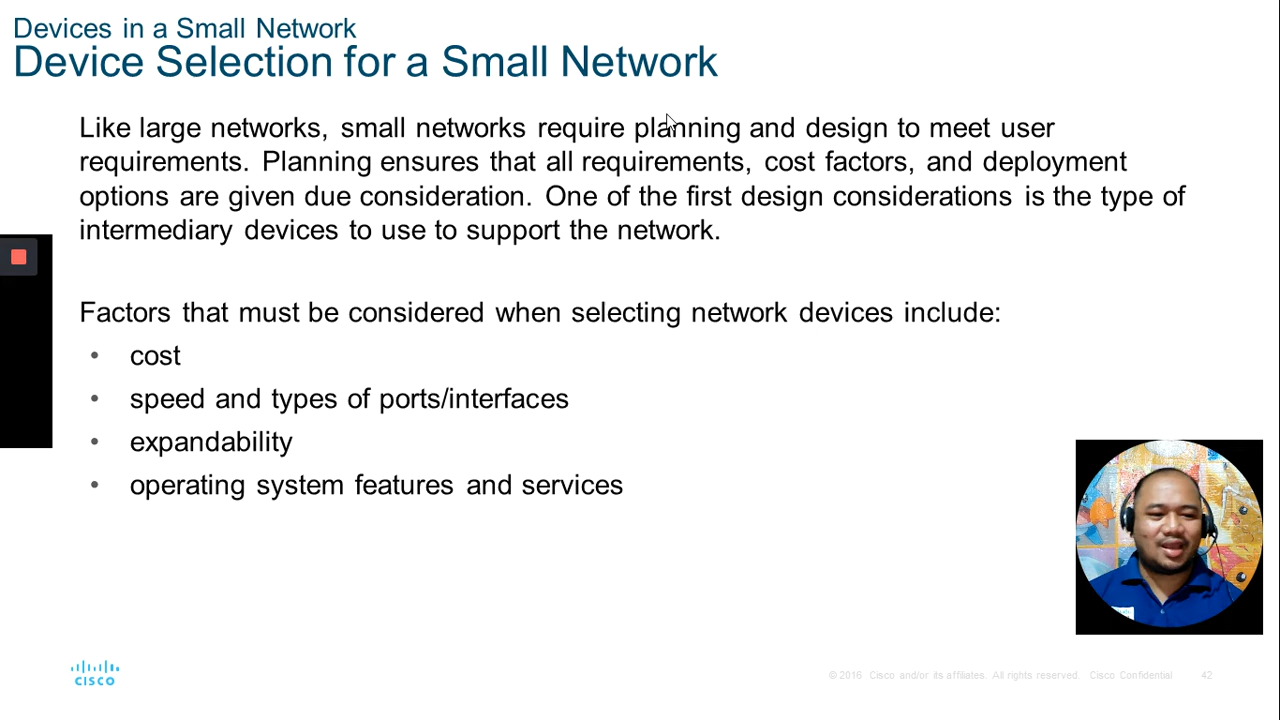 Devices in a Small Network
Device Selection for a Small Network
Like large networks, small networks require planning and design to meet user
requirements. Planning ensures that all requirements, cost factors, and deployment
options are given due consideration. One of the first design considerations is the type of
intermediary devices to use to support the network.
Factors that must be considered when selecting network devices include:
• cost
• speed and types of ports/interfaces
• expandability
• operating system features and services
CISCO
© 2016 Cisco and/or its affiliates. All rights reserved. Cisco Confidential 42